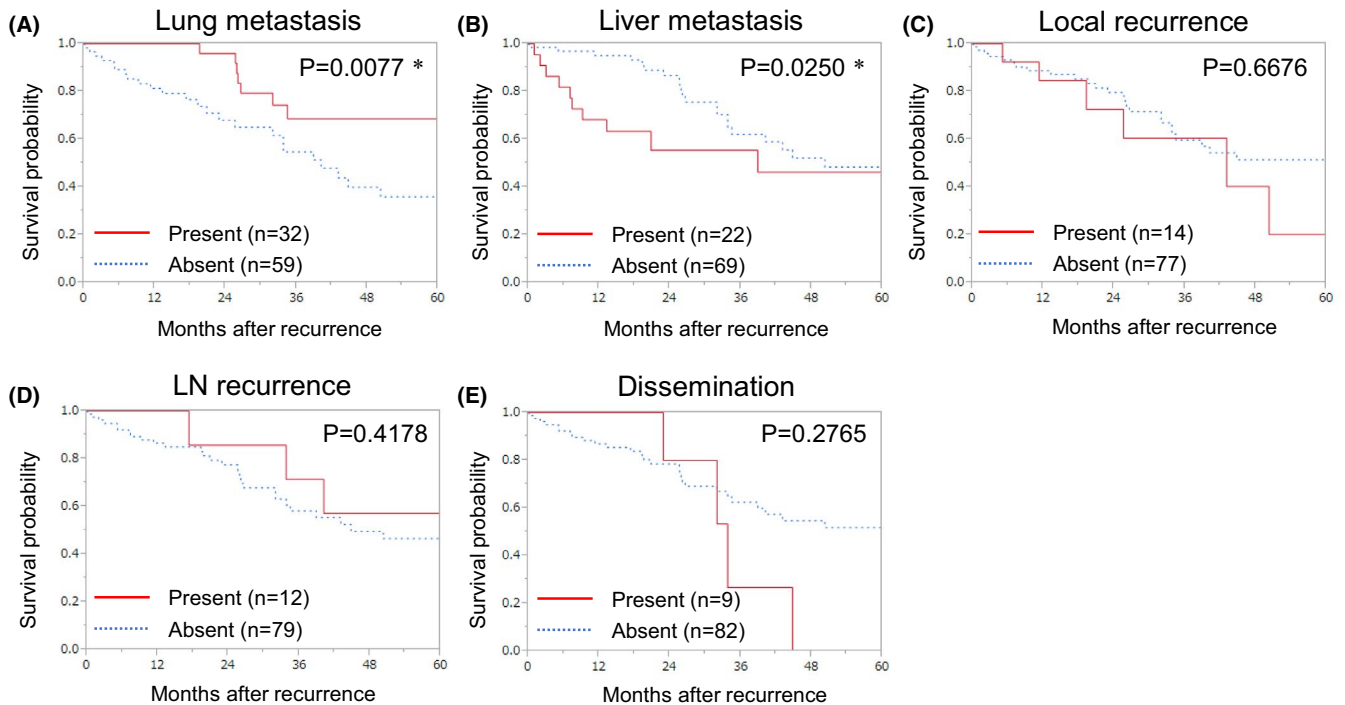 (A) Lung metastasis
P=0.0077 *
Survival probability
1.0
0.8
0.6
0.4
0.2
0.0
Present (n=32)
Absent (n=59)
0 12 24 36 48 60
Months after recurrence
(B) Liver metastasis
P=0.0250 *
Survival probability
1.0
0.8
0.6
0.4
0.2
0.0
Present (n=22)
Absent (n=69)
0 12 24 36 48 60
Months after recurrence
(C) Local recurrence
P=0.6676
Survival probability
1.0
0.8
0.6
0.4
0.2
0.0
Present (n=14)
Absent (n=77)
0 12 24 36 48 60
Months after recurrence
(D) LN recurrence
P=0.4178
Survival probability
1.0
0.8
0.6
0.4
0.2
0.0
Present (n=12)
Absent (n=79)
0 12 24 36 48 60
Months after recurrence
(E) Dissemination
P=0.2765
Survival probability
1.0
0.8
0.6
0.4
0.2
0.0
Present (n=9)
Absent (n=82)
0 12 24 36 48 60
Months after recurrence